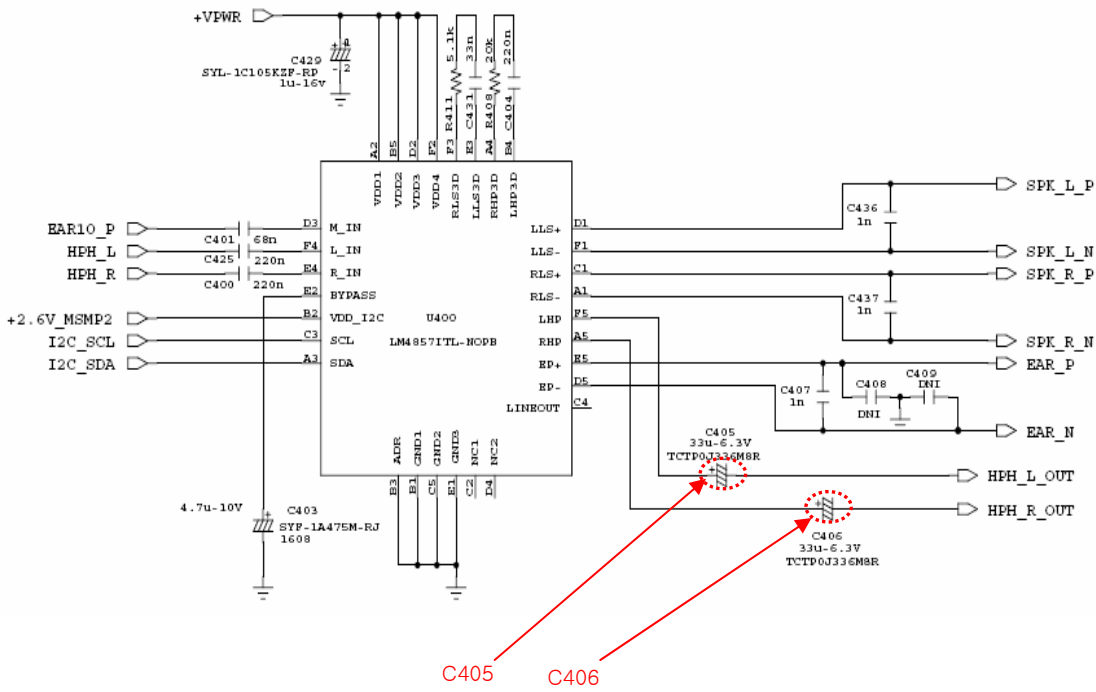 +VPWR
C429
SYL-1C105KZF-RP
1u-16v
+ 1
- 2
R411 5.1k
C431 33n
R408 20k
C404 220n
A2 B5 D2 F2 F3 E3 A4 B4
VDD1 VDD2 VDD3 VDD4 RLS3D LLS3D RHP3D LHP3D
EAR10_P
C401 68n
D3 M_IN
HPH_L
C425 220n
F4 L_IN
HPH_R
C400 220n
E4 R_IN
E2 BYPASS
+2.6V_MSMP2
B2 VDD_I2C
I2C_SCL
C3 SCL
I2C_SDA
A3 SDA
U400
LM4857ITL-NOPB
LLS+ D1
LLS- F1
RLS+ C1
RLS- A1
LHP F5
RHP A5
EP+ E5
EP- D5
LINEOUT C4
SPK_L_P
C436
1n
SPK_L_N
SPK_R_P
C437
1n
SPK_R_N
EAR_P
C407
1n
C408
DNI
C409
DNI
EAR_N
ADR GND1 GND2 GND3 NC1 NC2
B3 B1 C5 E1 C2 D4
4.7u-10V
+
C403
SYF-1A475M-RJ
1608
C405
33u-6.3V
TCTP0J336M8R
+
HPH_L_OUT
+
HPH_R_OUT
C406
33u-6.3V
TCTP0J336M8R
C405
C406